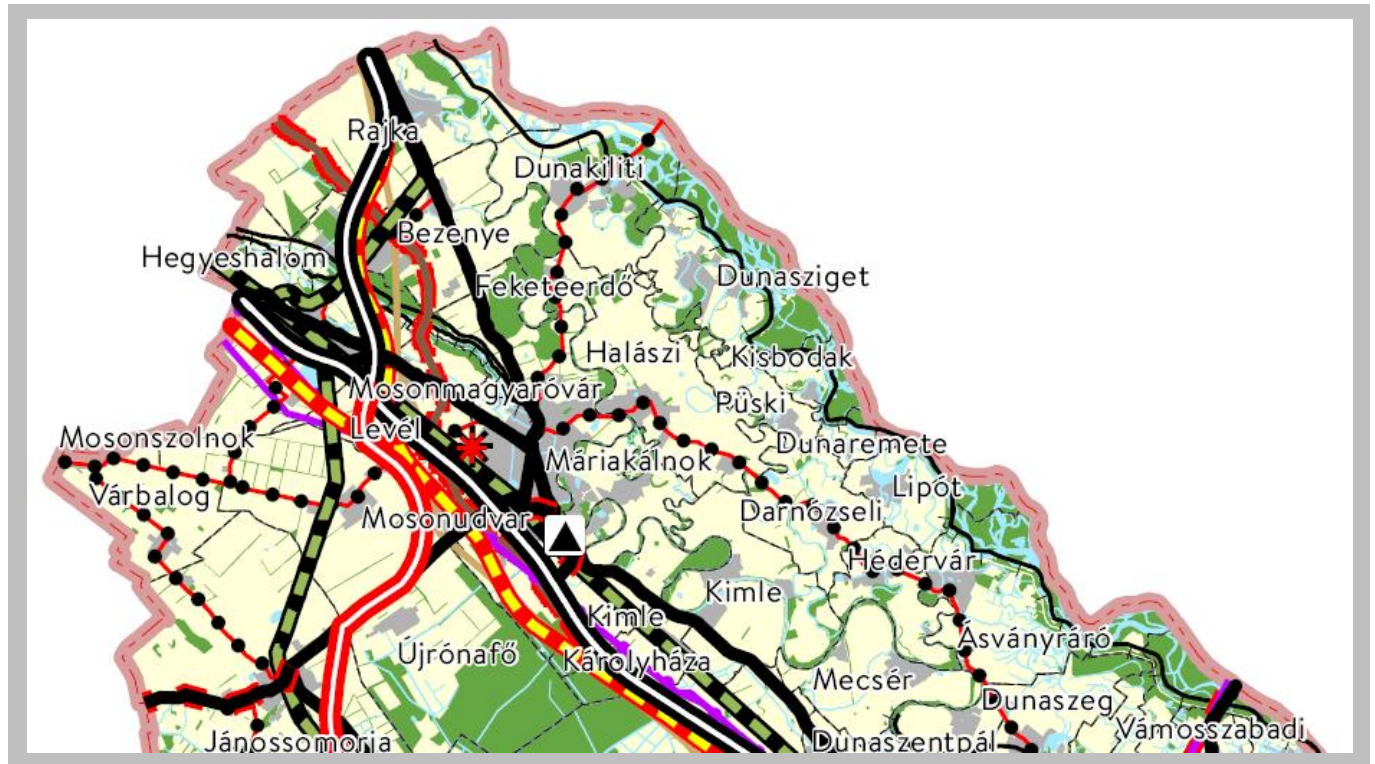 Rajka
Dunakiliti
Bezenye
Hegyeshalom
Dunasziget
Feketeerdő
Halászi
Kisbodak
Mosonmagyaróvár
Püski
Levél
Mosonszolnok
Dunaremete
Máriakálnok
Lipót
Várbalog
Darnózseli
Mosonudvar
Hédervár
Kimle
Kimle
Ásványráró
Újrónafő
Károlyháza
Mecsér
Dunaszeg
Vámosszabadi
Jánossomorja
Dunaszentpál